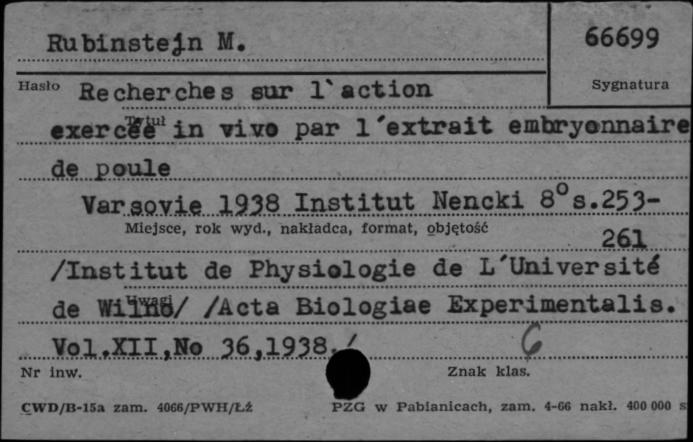 Rubinstejn M.
66699
Hasło
Sygnatura
Recherches sur l`action
Tytuł
exercée in vivo par l´extrait embryonnaire
de poule
Varsovie 1938 Institut Nencki 8° s.253-
Miejsce, rok wyd., nakładca, format, objętość
261
/Institut de Physiologie de L´Université
Uwagi
de Wilno/ /Acta Biologiae Experimentalis.
Vol.XII,No 36,1938./
6
Nr inw.
Znak klas.
CWD/B-15a zam. 4066/PWH/Łź
PZG w Pabianicach, zam. 4-66 nakł. 400 000 s